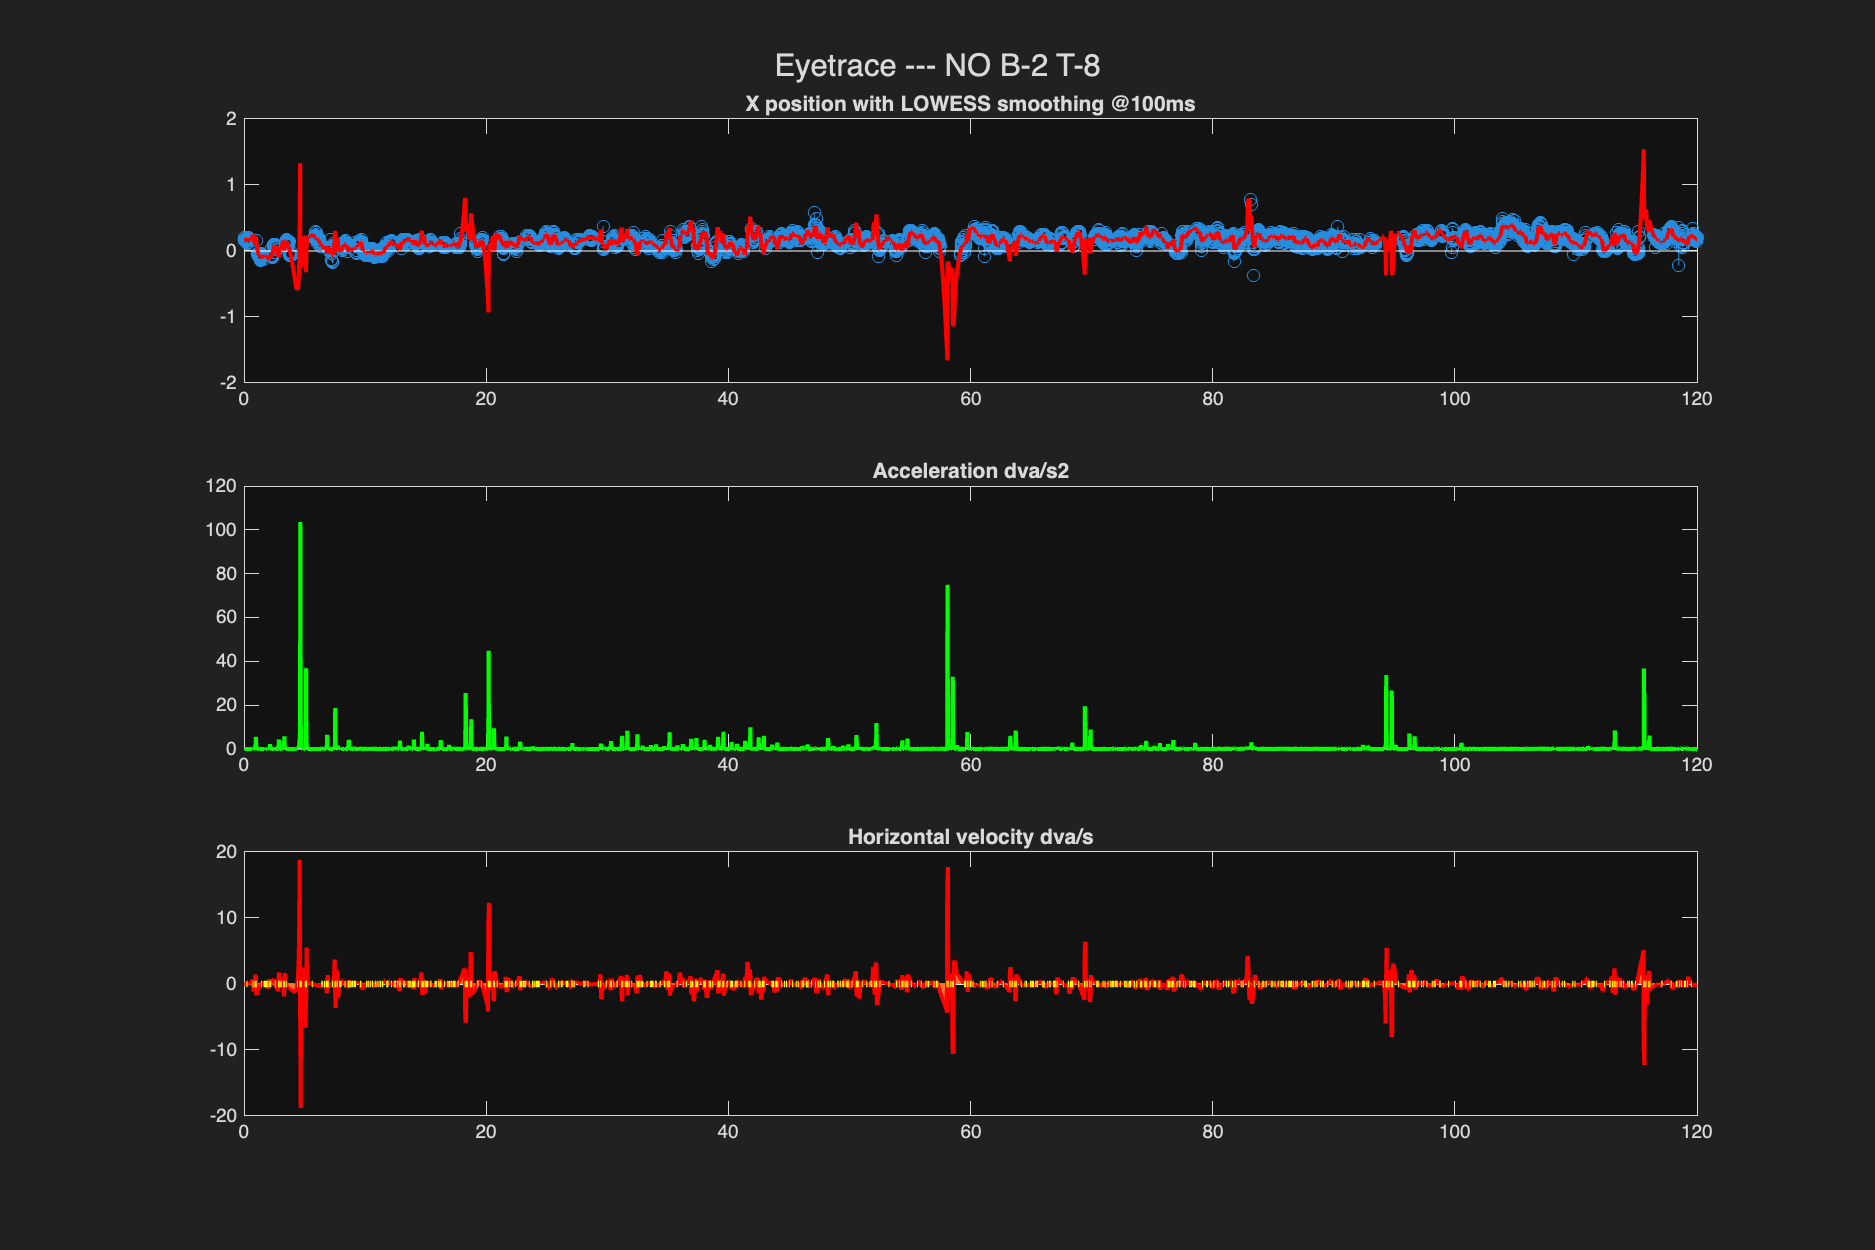 Eyetrace --- NO B-2 T-8
X position with LOWESS smoothing @100ms
2
1
0
-1
-2
0 20 40 60 80 100 120
Acceleration dva/s2
120
100
80
60
40
20
0
0 20 40 60 80 100 120
Horizontal velocity dva/s
20
10
0
-10
-20
0 20 40 60 80 100 120